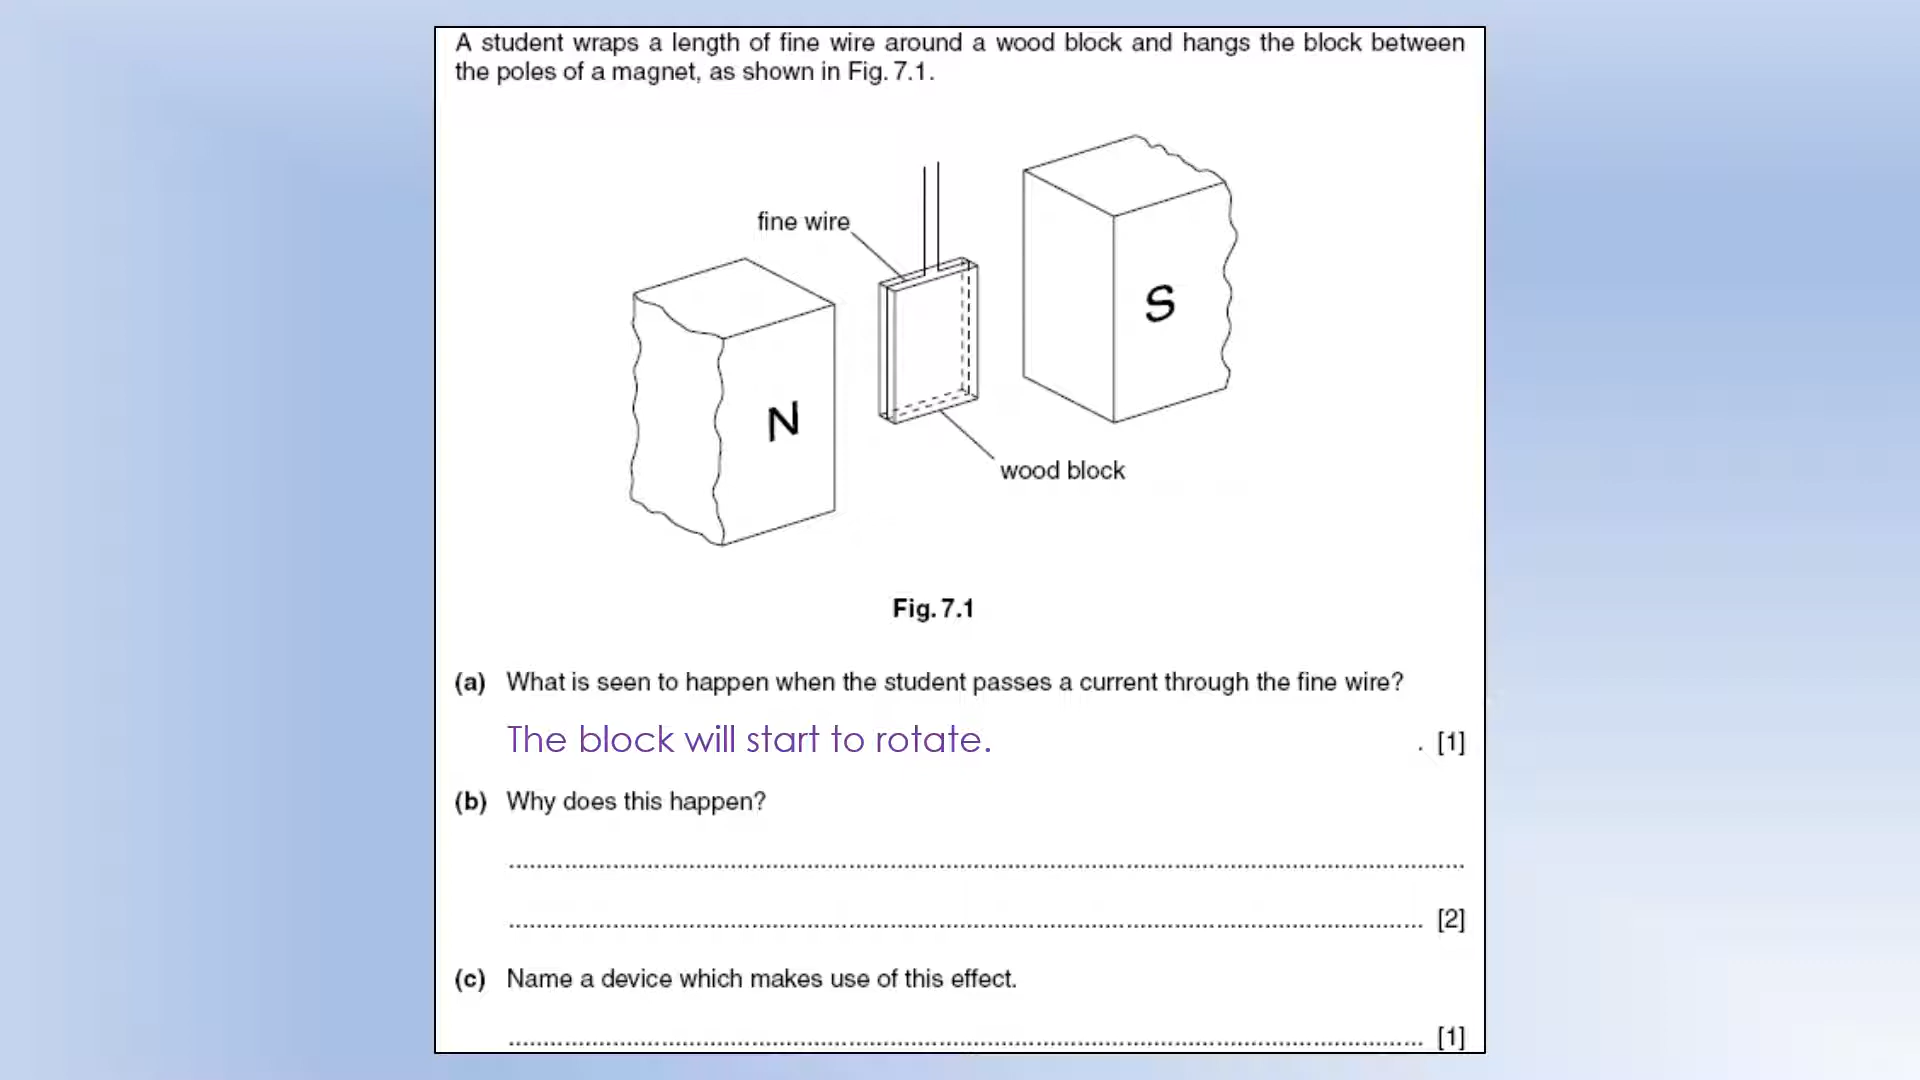 A student wraps a length of fine wire around a wood block and hangs the block between
the poles of a magnet, as shown in Fig. 7.1.
fine wire
S
N
wood block
Fig. 7.1
(a) What is seen to happen when the student passes a current through the fine wire?
The block will start to rotate. . [1]
(b) Why does this happen?
................................................................................
................................................................................ [2]
(c) Name a device which makes use of this effect.
................................................................................ [1]